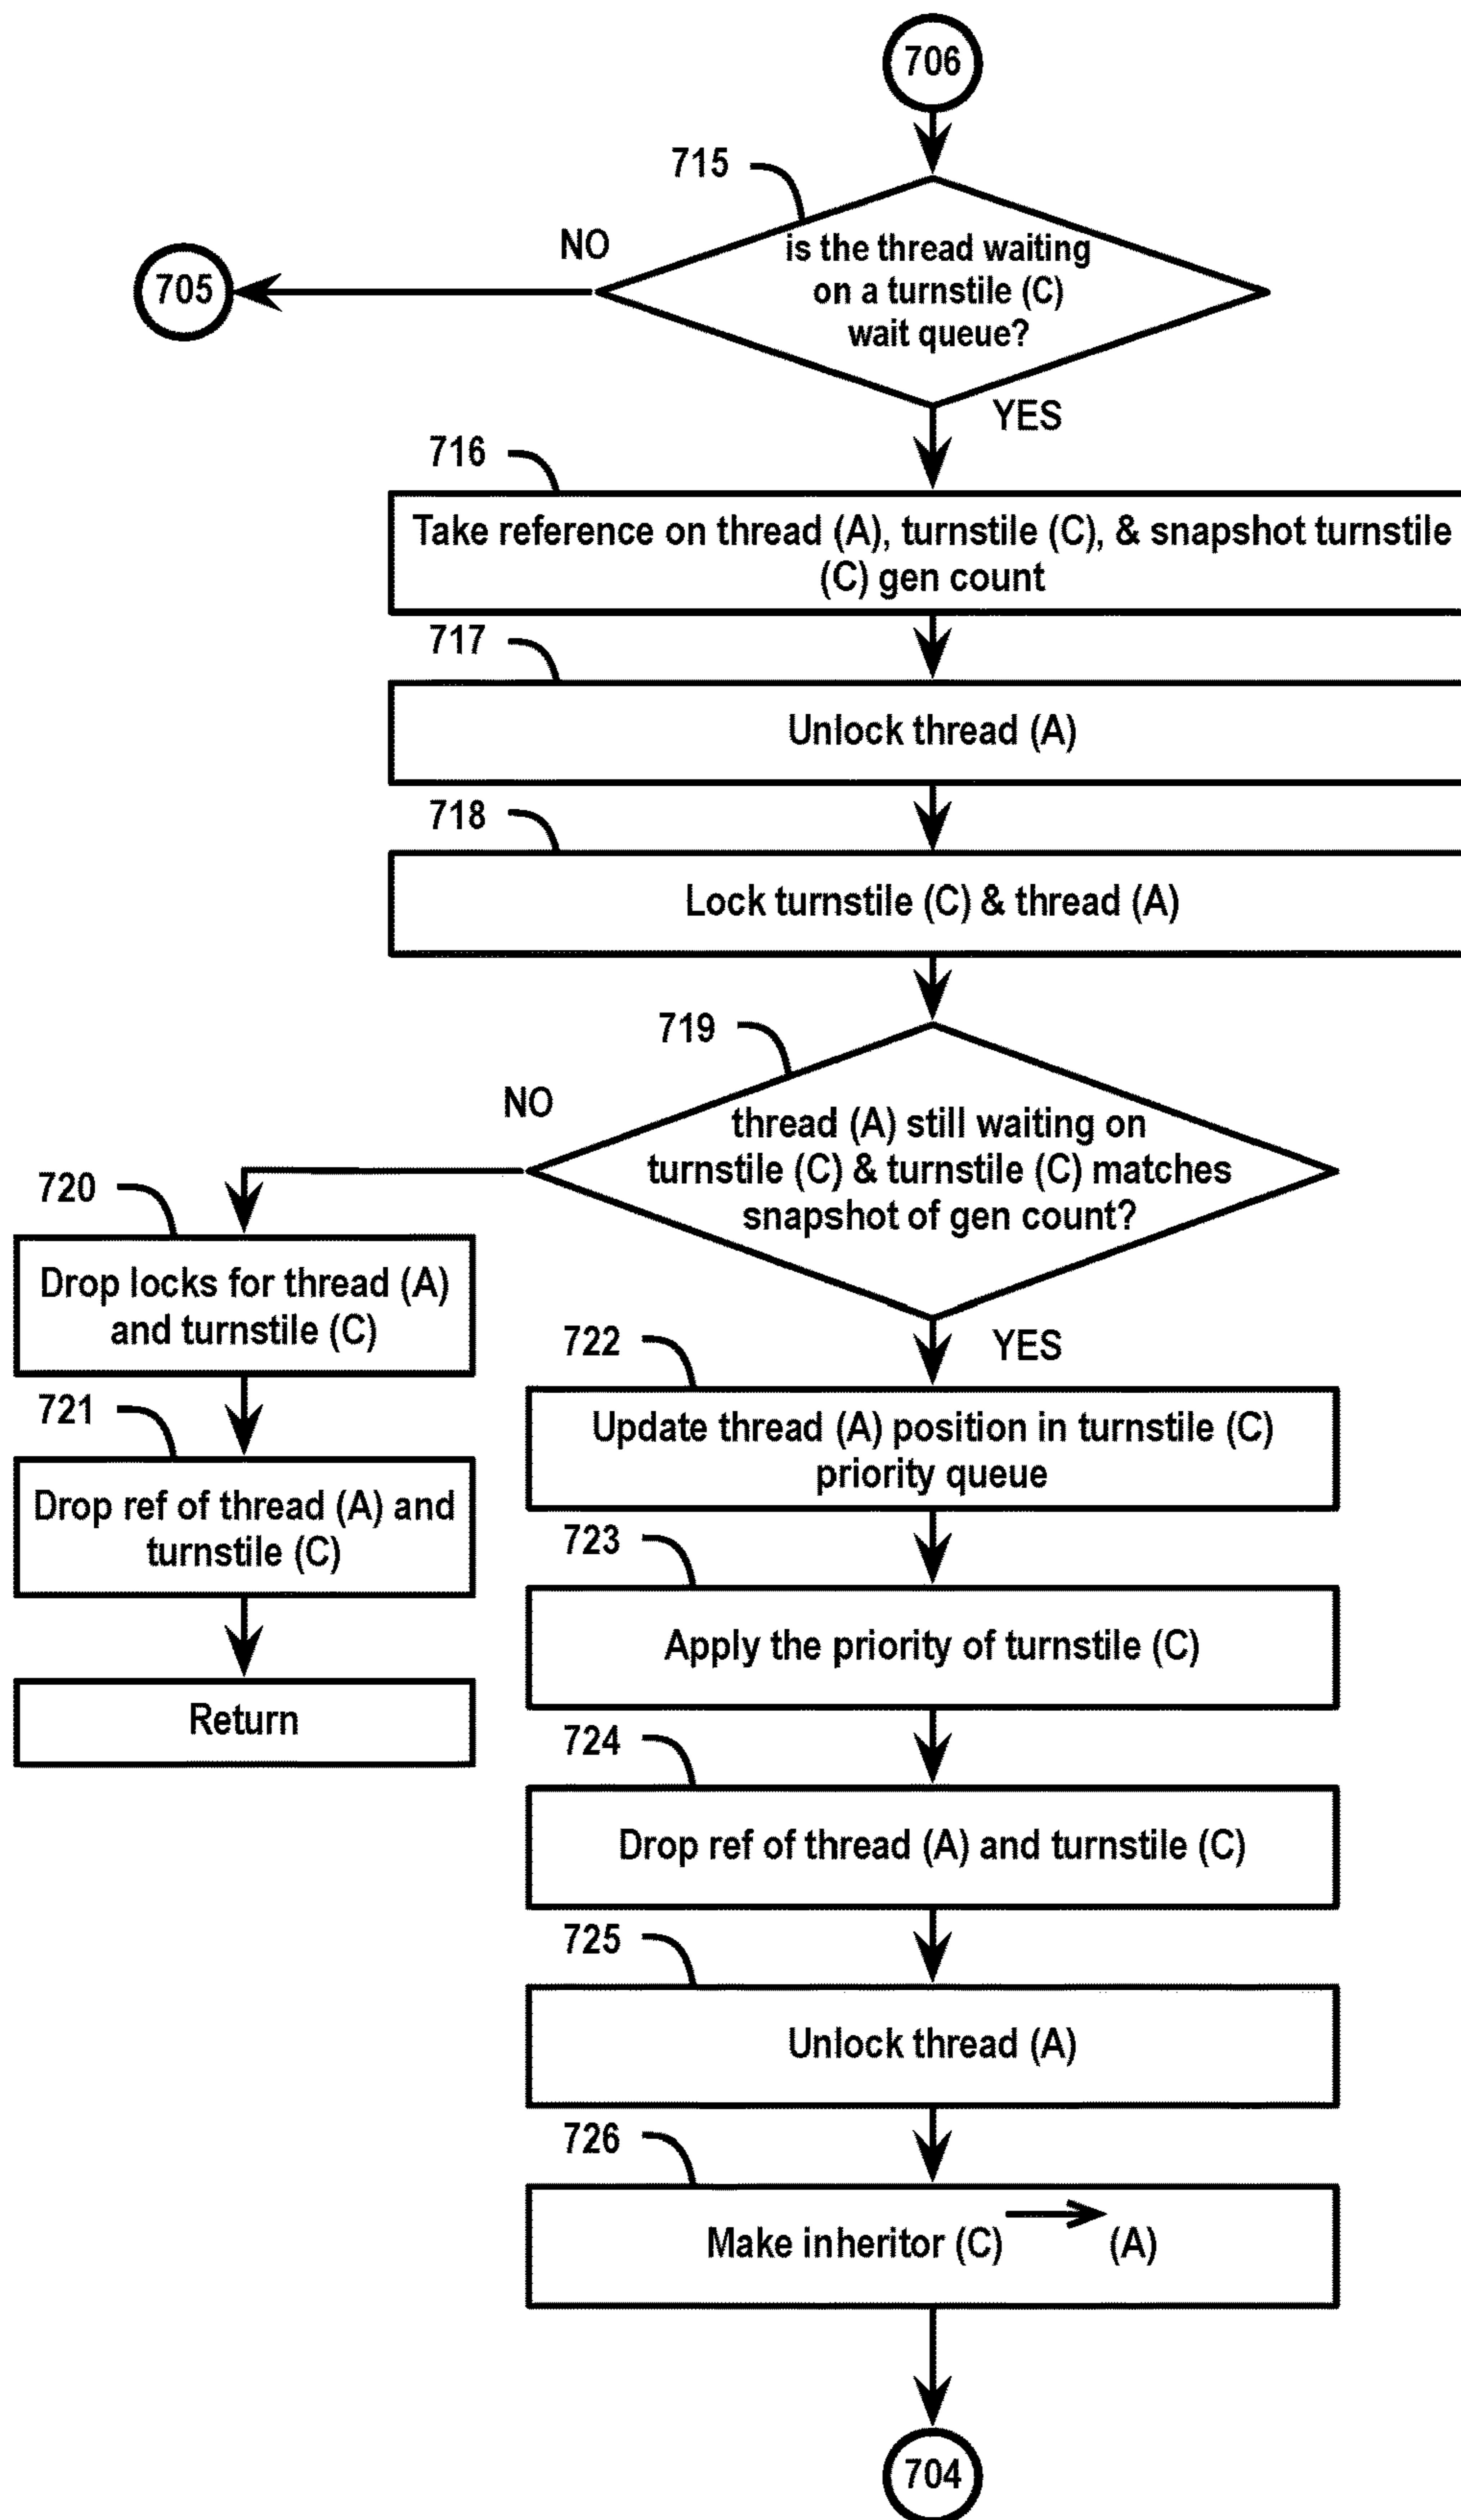 706
715
NO
is the thread waiting
on a turnstile (C)
wait queue?
705
YES
716
Take reference on thread (A), turnstile (C), & snapshot turnstile
(C) gen count
717
Unlock thread (A)
718
Lock turnstile (C) & thread (A)
719
NO
thread (A) still waiting on
turnstile (C) & turnstile (C) matches
snapshot of gen count?
720
Drop locks for thread (A)
and turnstile (C)
721
Drop ref of thread (A) and
turnstile (C)
Return
YES
722
Update thread (A) position in turnstile (C)
priority queue
723
Apply the priority of turnstile (C)
724
Drop ref of thread (A) and turnstile (C)
725
Unlock thread (A)
726
Make inheritor (C) → (A)
704